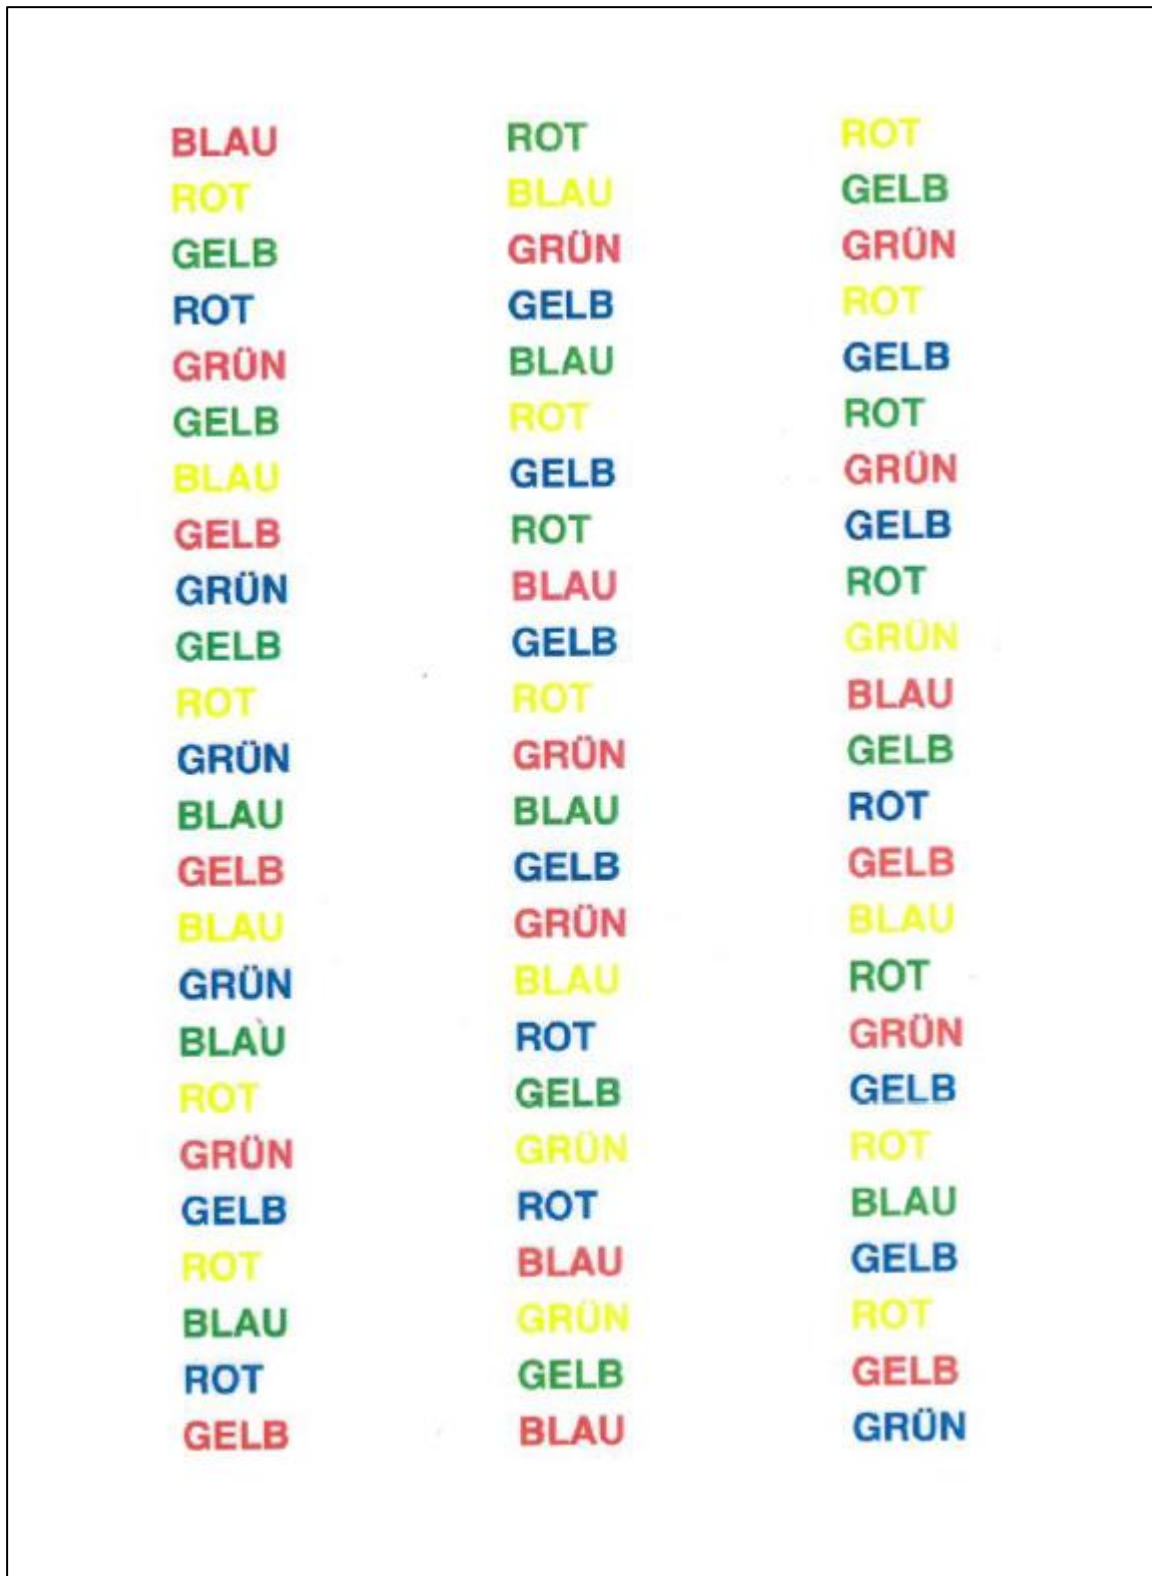 BLAU ROT ROT
ROT BLAU GELB
GELB GRÜN GRÜN
ROT GELB ROT
GRÜN BLAU GELB
GELB ROT ROT
BLAU GELB GRÜN
GELB ROT GELB
GRÜN BLAU ROT
GELB GELB GRÜN
ROT ROT BLAU
GRÜN GRÜN GELB
BLAU BLAU ROT
GELB GELB GELB
BLAU GRÜN BLAU
GRÜN BLAU ROT
BLAU ROT GRÜN
ROT GELB GELB
GRÜN GRÜN ROT
GELB ROT BLAU
ROT BLAU GELB
BLAU GRÜN ROT
ROT GELB GELB
GELB BLAU GRÜN